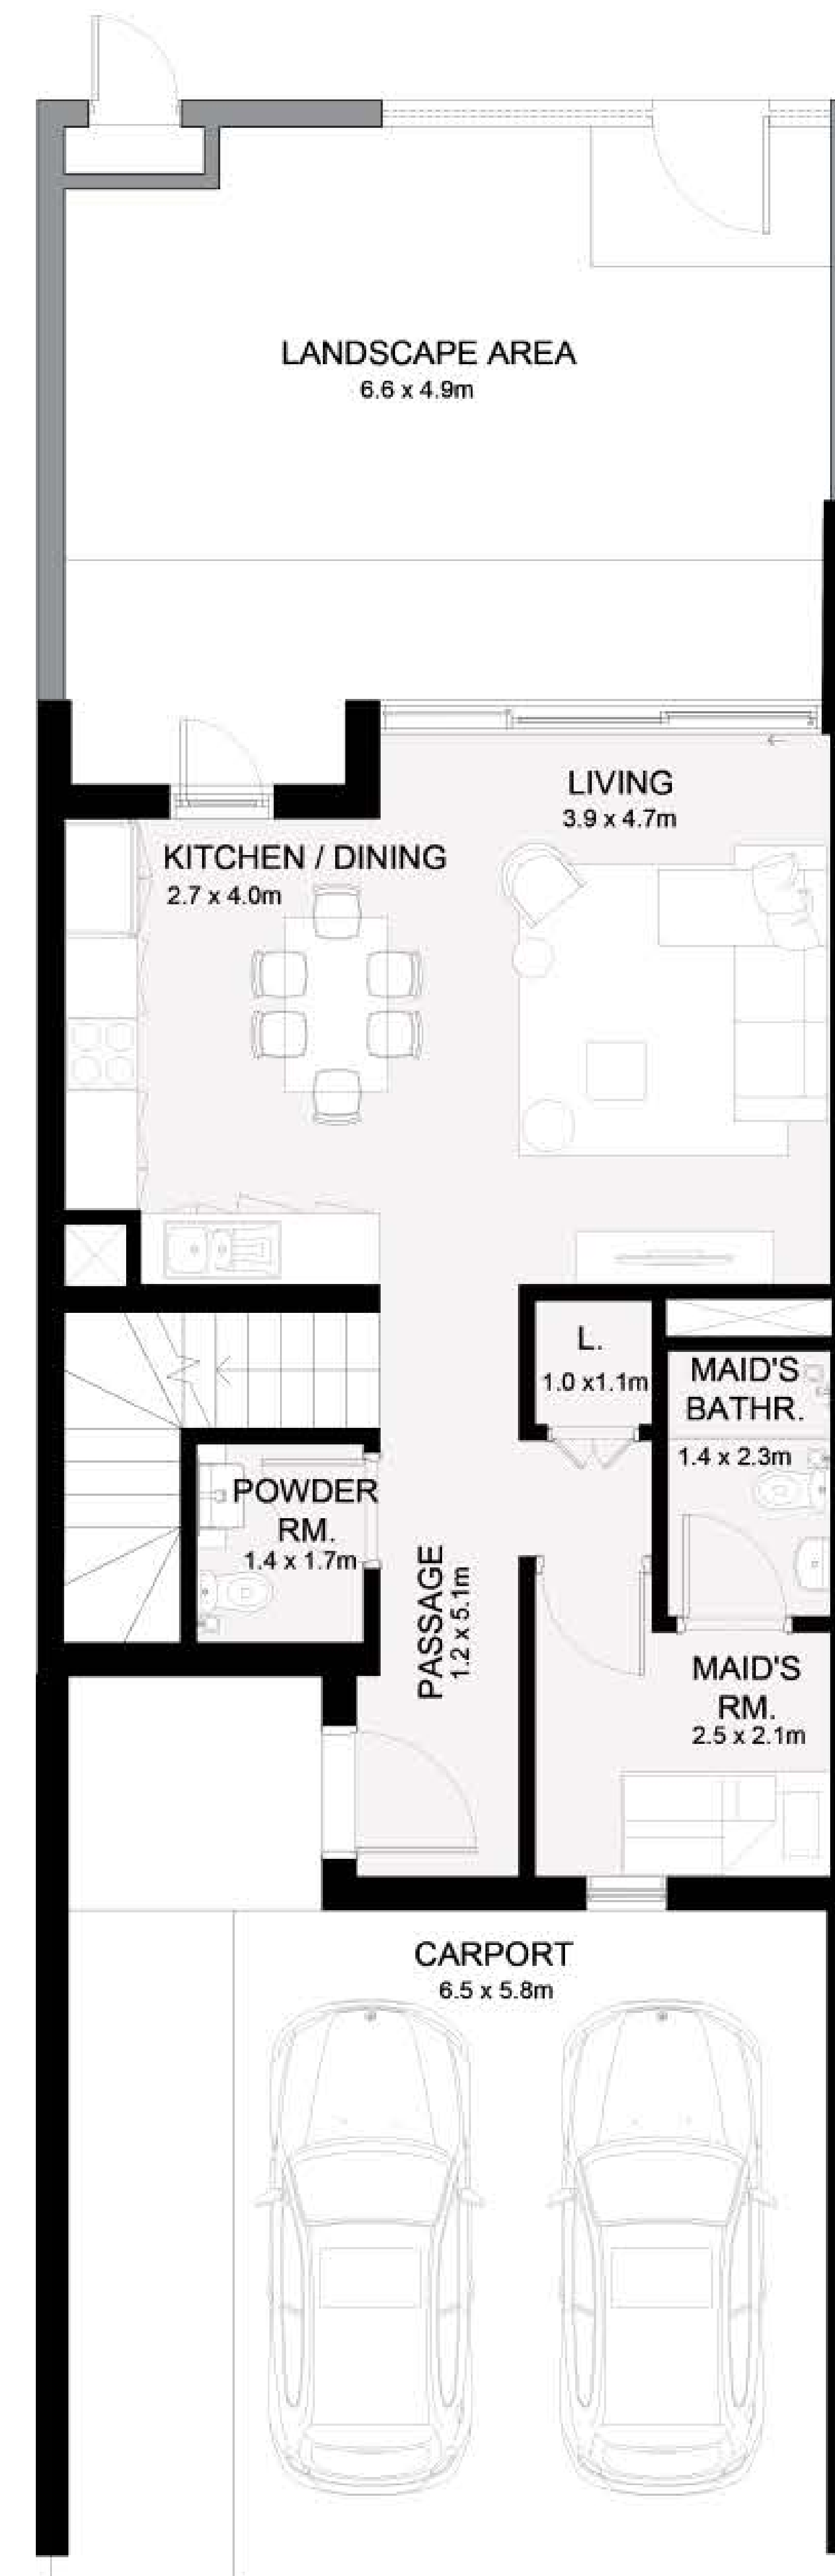 LANDSCAPE AREA
6.6 x 4.9m
LIVING
3.9 x 4.7m
KITCHEN / DINING
2.7 x 4.0m
L.
1.0 x1.1m
MAID'S
BATHR.
1.4 x 2.3m
POWDER
RM.
1.4 x 1.7m
PASSAGE
1.2 x 5.1m
MAID'S
RM.
2.5 x 2.1m
CARPORT
6.5 x 5.8m